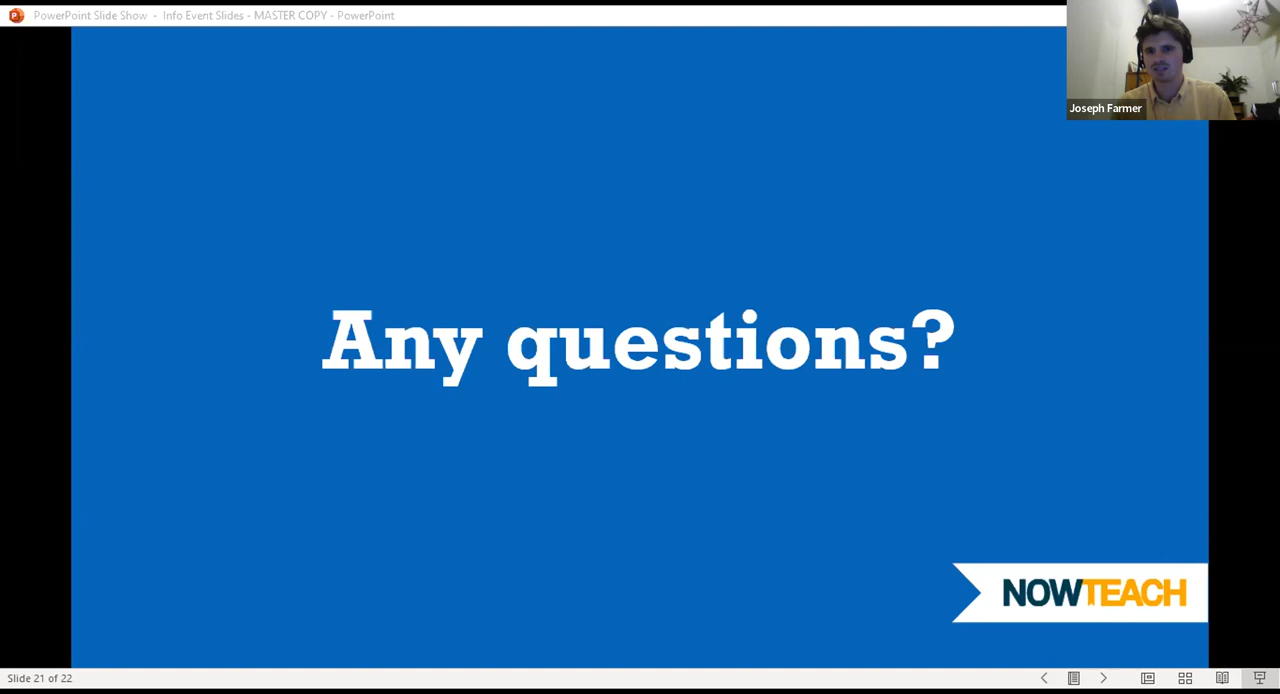 PowerPoint Slide Show - Info Event Slides - MASTER COPY - PowerPoint
Joseph Farmer
Any questions?
NOWTEACH
Slide 21 of 22